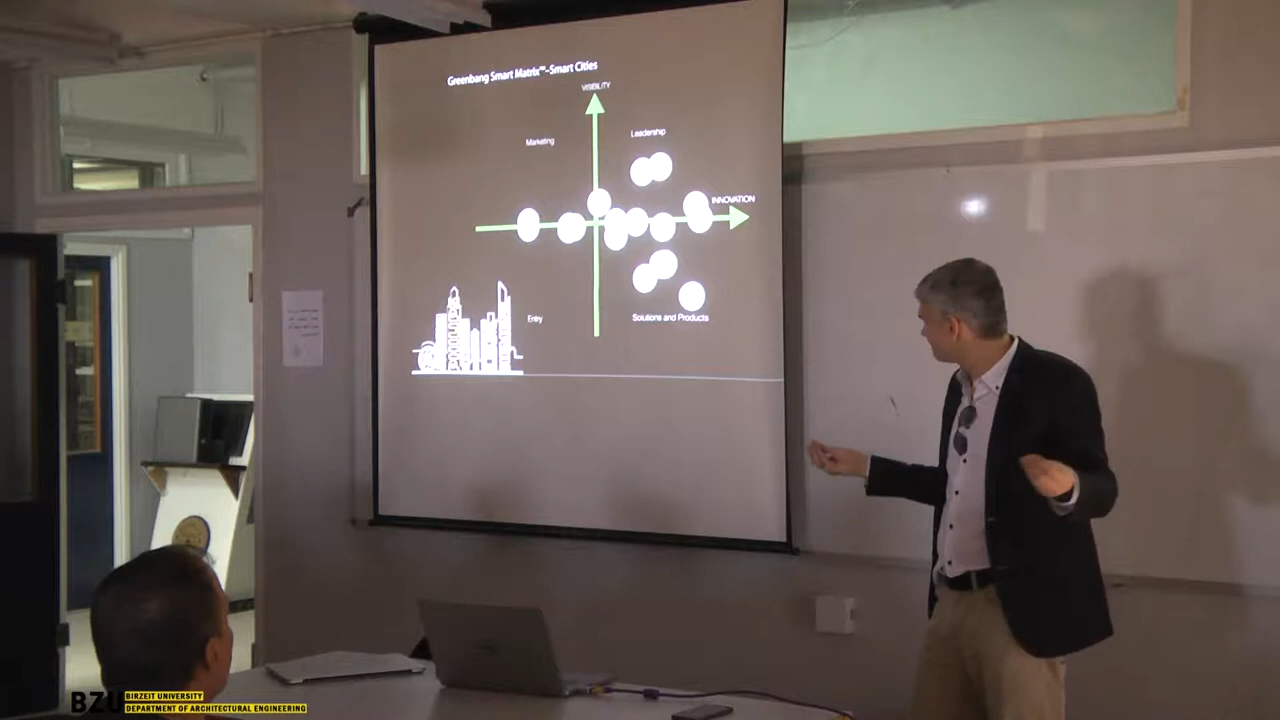 Greenbang Smart Matrix℠-Smart Cities
VISIBILITY
Marketing
Leadership
INNOVATION
Entry
Solutions and Products
BZU BIRZEIT UNIVERSITY
DEPARTMENT OF ARCHITECTURAL ENGINEERING